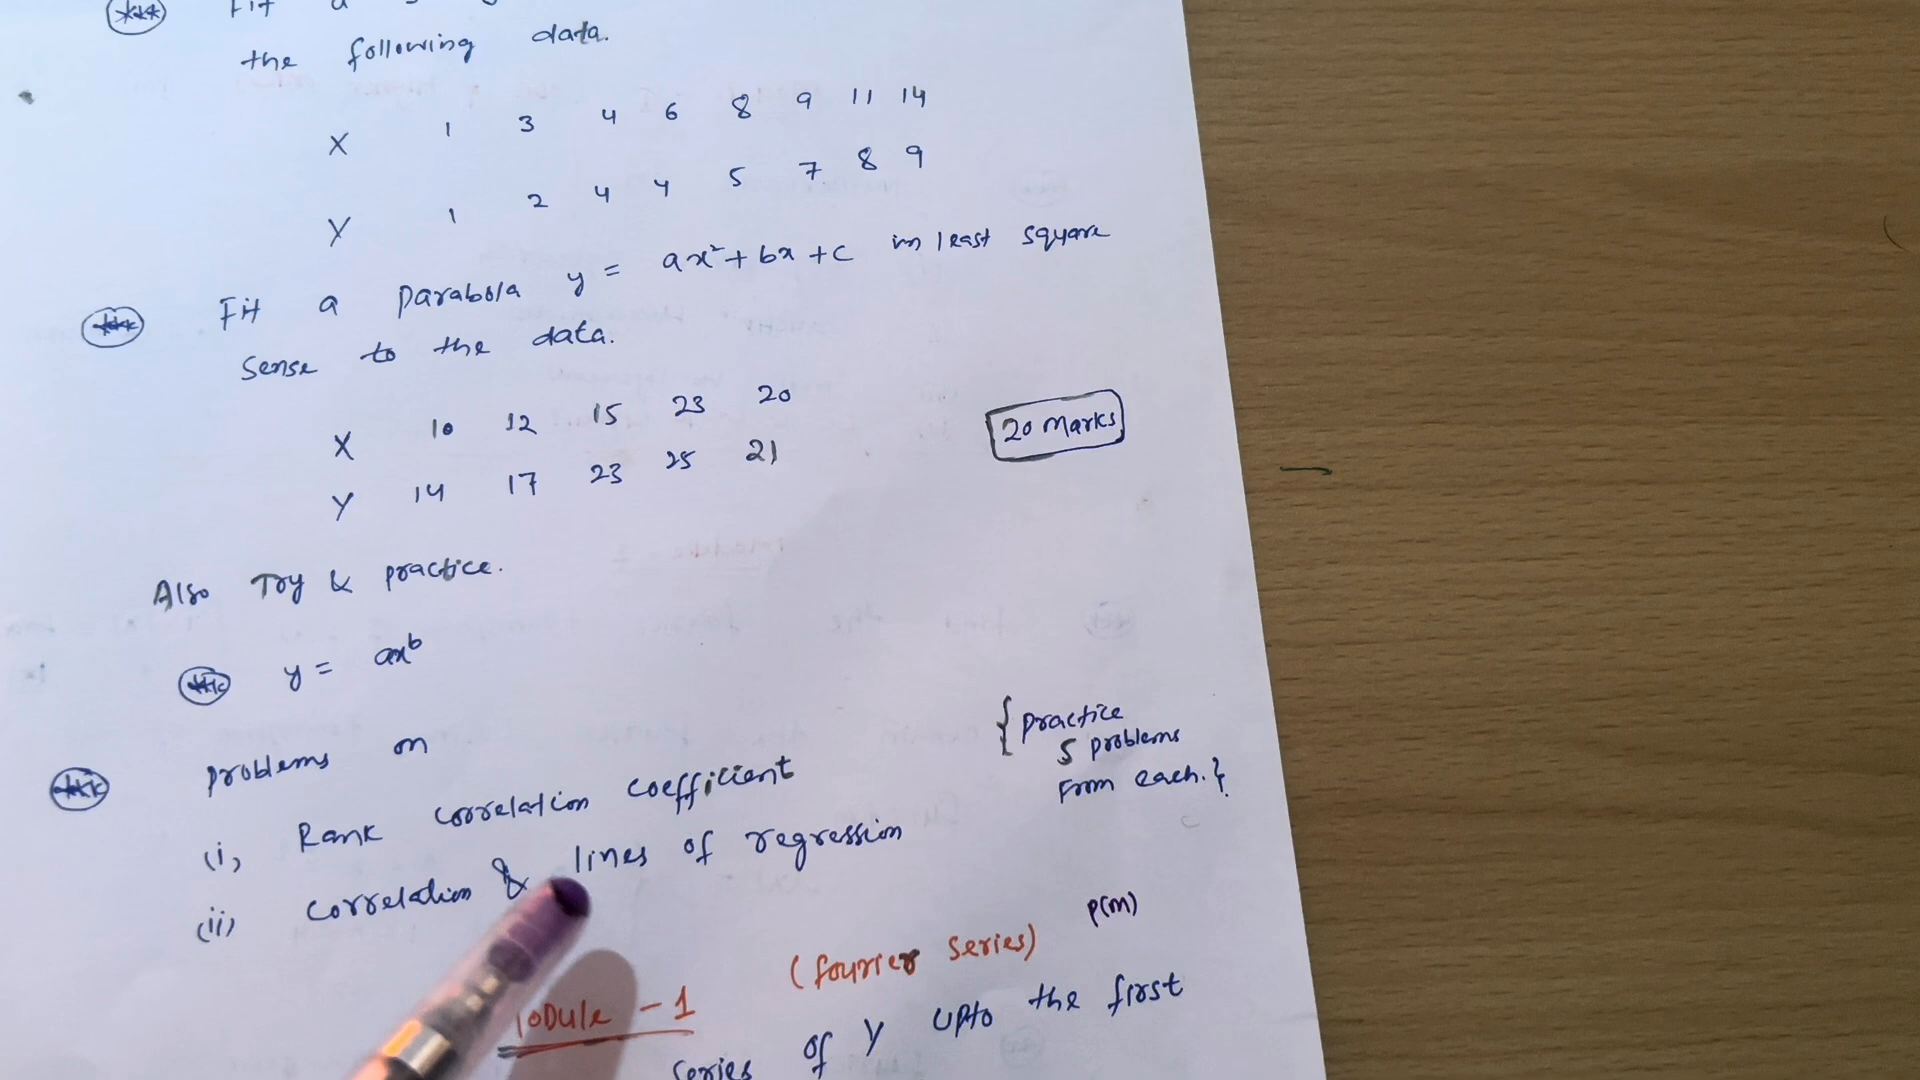 the following data.
X 1 3 4 6 8 9 11 14
Y 1 2 4 4 5 7 8 9
Fit a parabola y = ax²+bx+c in least square
sense to the data.
X 10 12 15 23 20
Y 14 17 23 25 21
20 Marks
Also Try & practice.
y = ax^b
problems on
{practice
5 problems
From each.}
(i) Rank correlation coefficient
(ii) correlation & lines of regression
odule - 1 (fourier series) p(m)
series of y upto the first